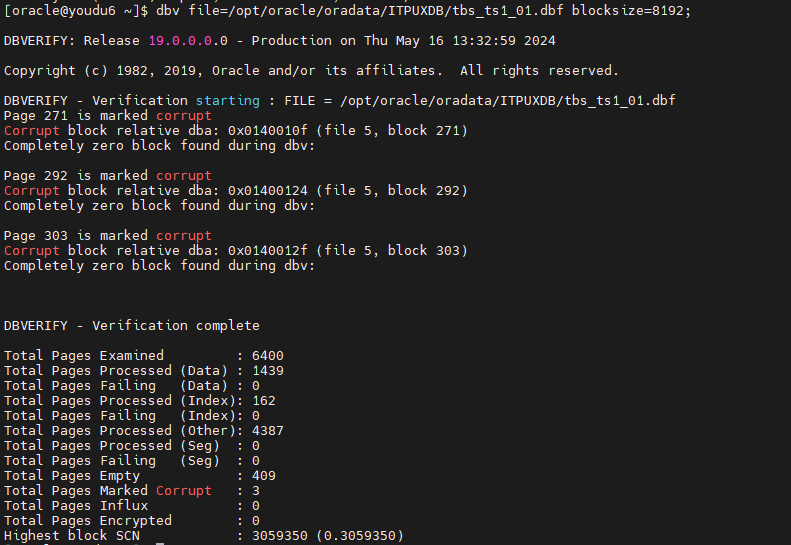 [oracle@youdu6 ~]$ dbv file=/opt/oracle/oradata/ITPUXDB/tbs_ts1_01.dbf blocksize=8192;
DBVERIFY: Release 19.0.0.0.0 - Production on Thu May 16 13:32:59 2024
Copyright (c) 1982, 2019, Oracle and/or its affiliates.  All rights reserved.
DBVERIFY - Verification starting : FILE = /opt/oracle/oradata/ITPUXDB/tbs_ts1_01.dbf
Page 271 is marked corrupt
Corrupt block relative dba: 0x0140010f (file 5, block 271)
Completely zero block found during dbv:
Page 292 is marked corrupt
Corrupt block relative dba: 0x01400124 (file 5, block 292)
Completely zero block found during dbv:
Page 303 is marked corrupt
Corrupt block relative dba: 0x0140012f (file 5, block 303)
Completely zero block found during dbv:
DBVERIFY - Verification complete
Total Pages Examined         : 6400
Total Pages Processed (Data) : 1439
Total Pages Failing   (Data) : 0
Total Pages Processed (Index): 162
Total Pages Failing   (Index): 0
Total Pages Processed (Other): 4387
Total Pages Processed (Seg)  : 0
Total Pages Failing   (Seg)  : 0
Total Pages Empty            : 409
Total Pages Marked Corrupt   : 3
Total Pages Influx           : 0
Total Pages Encrypted        : 0
Highest block SCN            : 3059350 (0.3059350)